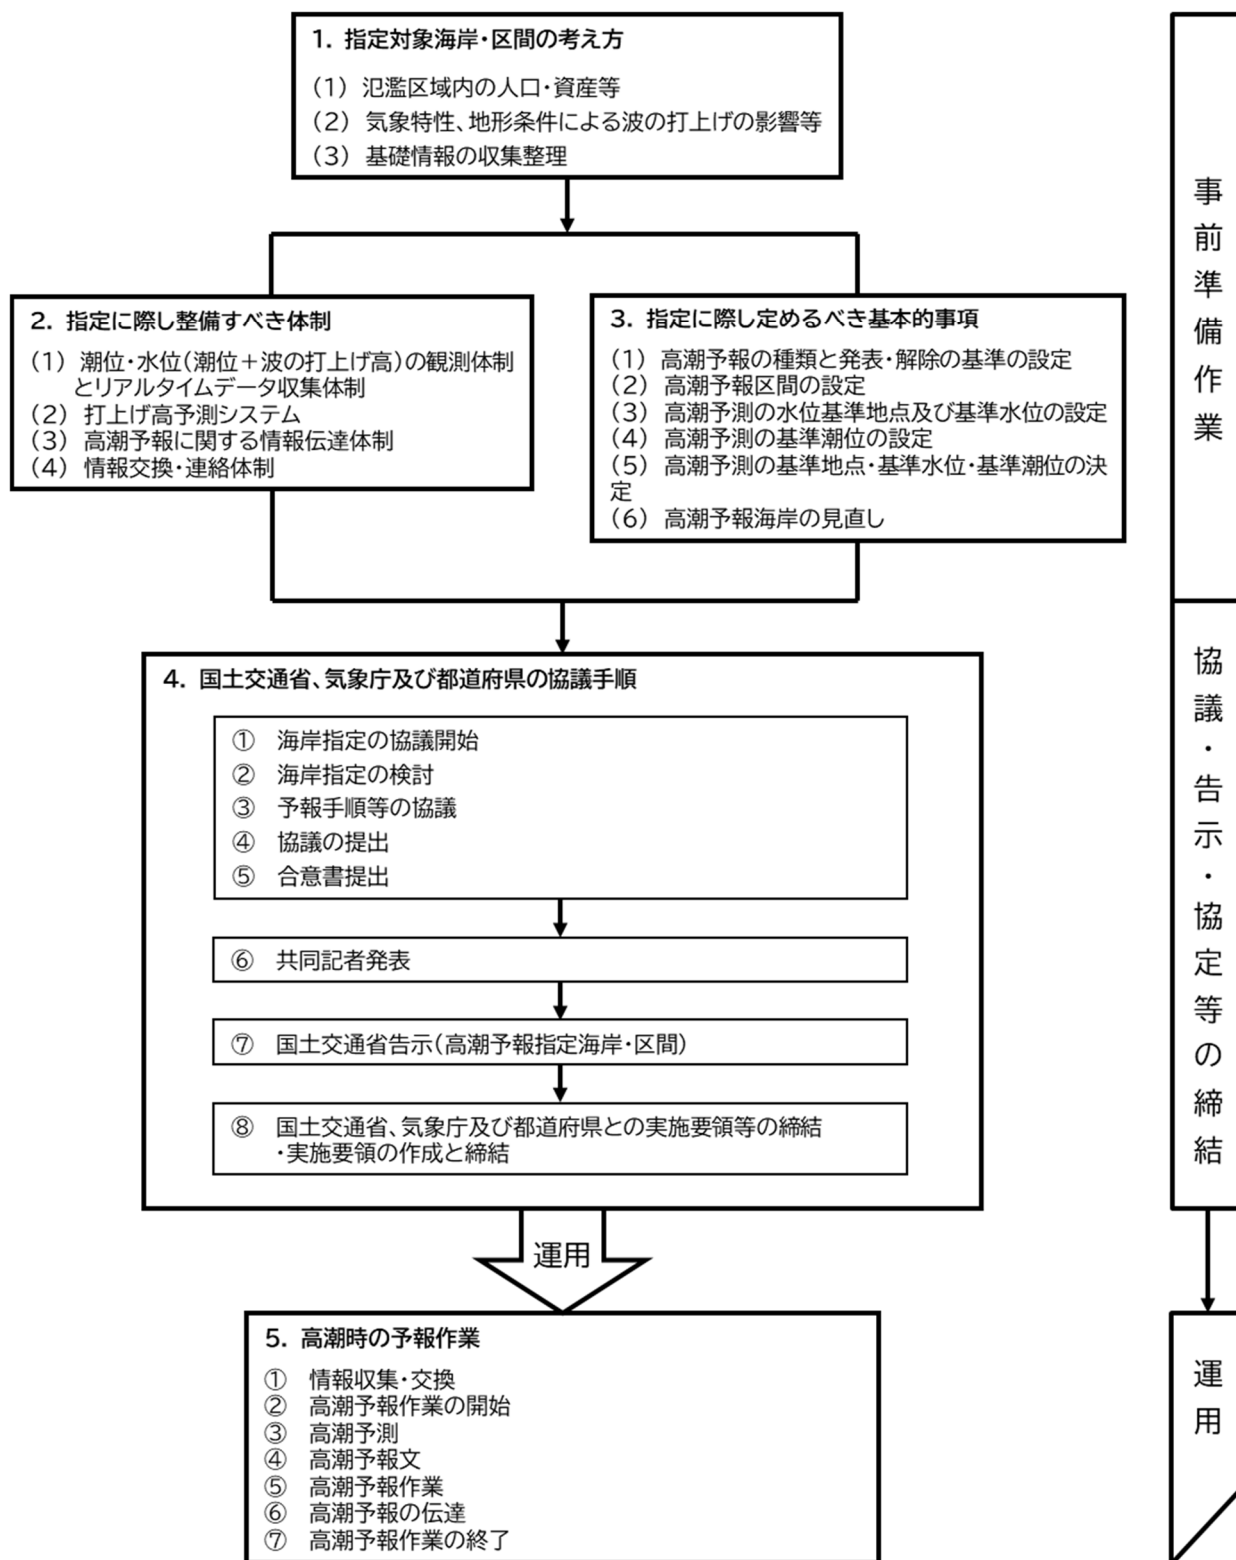 1. 指定対象海岸・区間の考え方
(1) 氾濫区域内の人口・資産等
(2) 気象特性、地形条件による波の打上げの影響等
(3) 基礎情報の収集整理
2. 指定に際し整備すべき体制
(1) 潮位・水位(潮位+波の打上げ高)の観測体制
とリアルタイムデータ収集体制
(2) 打上げ高予測システム
(3) 高潮予報に関する情報伝達体制
(4) 情報交換・連絡体制
3. 指定に際し定めるべき基本的事項
(1) 高潮予報の種類と発表・解除の基準の設定
(2) 高潮予報区間の設定
(3) 高潮予測の水位基準地点及び基準水位の設定
(4) 高潮予測の基準潮位の設定
(5) 高潮予測の基準地点・基準水位・基準潮位の決
定
(6) 高潮予報海岸の見直し
4. 国土交通省、気象庁及び都道府県の協議手順
① 海岸指定の協議開始
② 海岸指定の検討
③ 予報手順等の協議
④ 協議の提出
⑤ 合意書提出
⑥ 共同記者発表
⑦ 国土交通省告示(高潮予報指定海岸・区間)
⑧ 国土交通省、気象庁及び都道府県との実施要領等の締結
・実施要領の作成と締結
運用
5. 高潮時の予報作業
① 情報収集・交換
② 高潮予報作業の開始
③ 高潮予測
④ 高潮予報文
⑤ 高潮予報作業
⑥ 高潮予報の伝達
⑦ 高潮予報作業の終了
事前準備作業
協議・告示・協定等の締結
運用